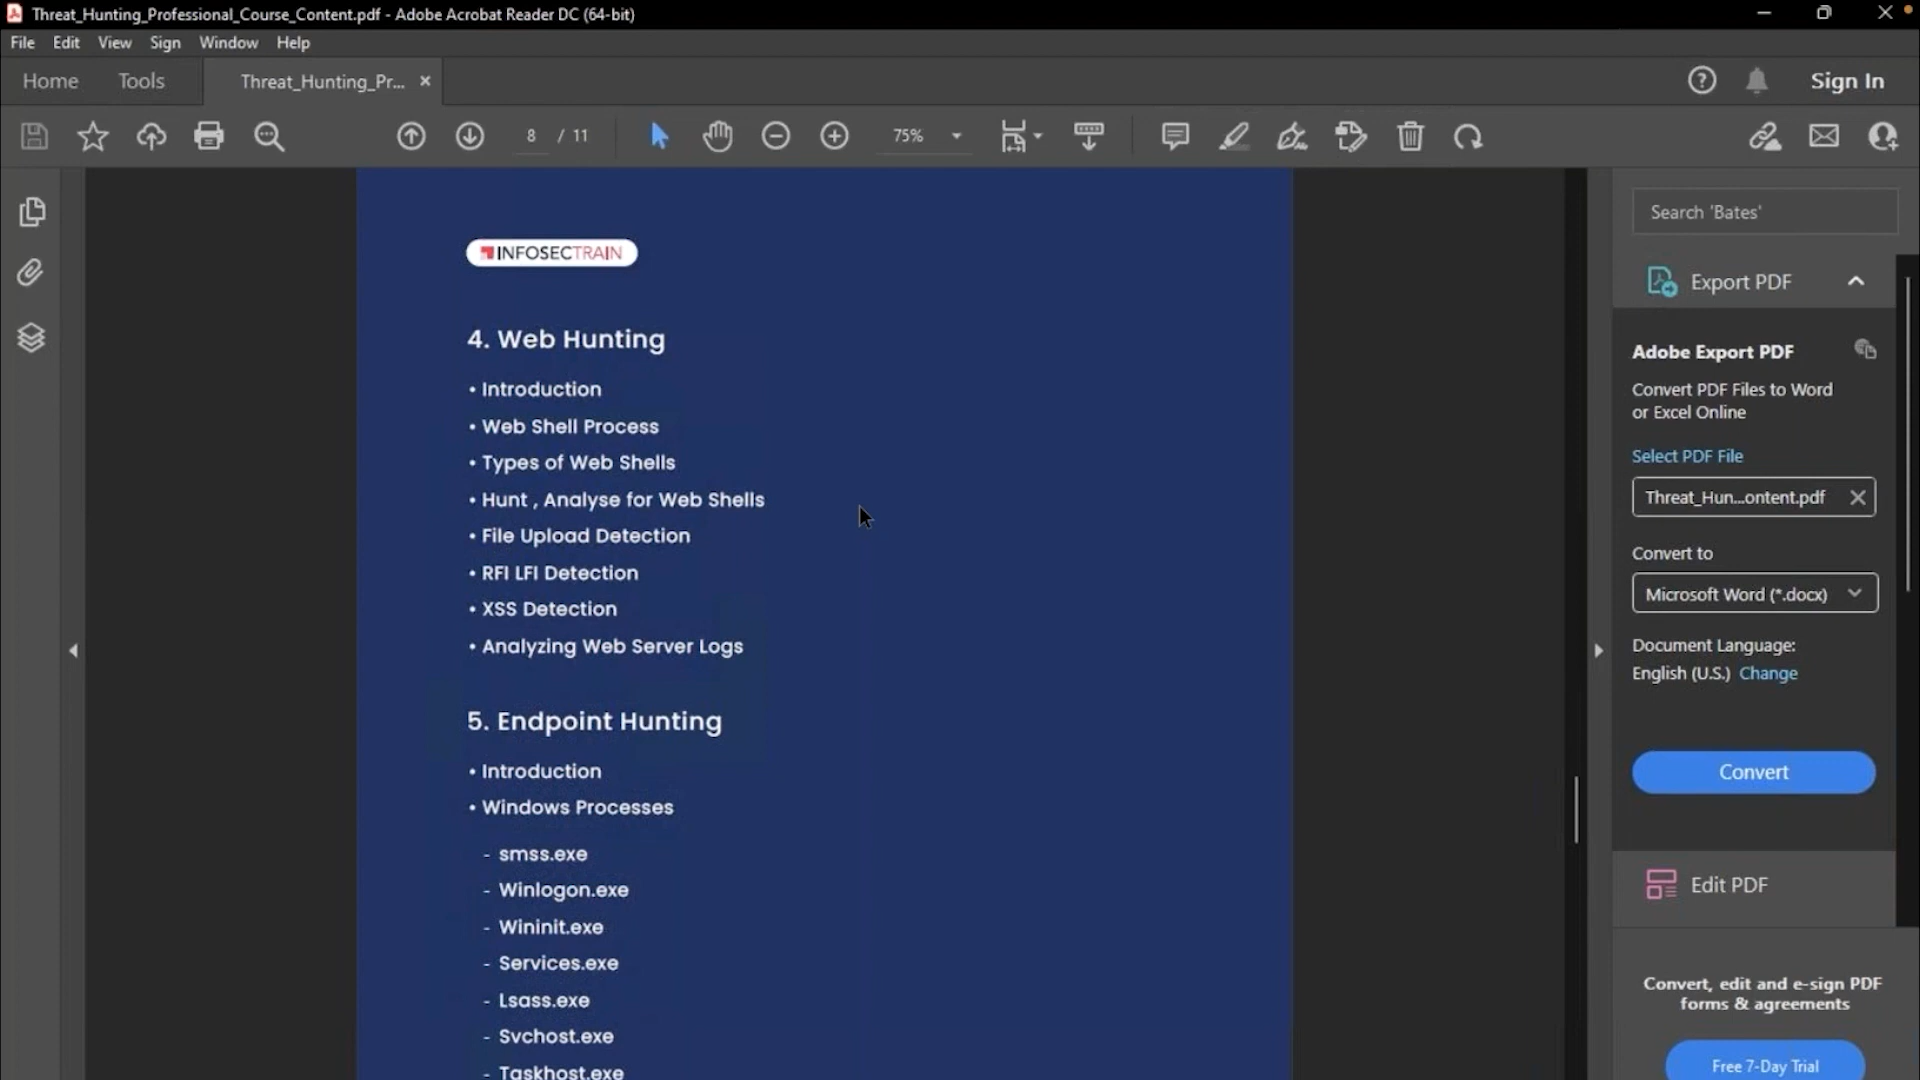 Threat_Hunting_Professional_Course_Content.pdf - Adobe Acrobat Reader DC (64-bit)
File Edit View Sign Window Help
Home Tools Threat_Hunting_Pr... ×
Sign In
8 / 11
75%
INFOSECTRAIN
4. Web Hunting
• Introduction
• Web Shell Process
• Types of Web Shells
• Hunt , Analyse for Web Shells
• File Upload Detection
• RFI LFI Detection
• XSS Detection
• Analyzing Web Server Logs
5. Endpoint Hunting
• Introduction
• Windows Processes
- smss.exe
- Winlogon.exe
- Wininit.exe
- Services.exe
- Lsass.exe
- Svchost.exe
- Taskhost.exe
Search 'Bates'
Export PDF
Adobe Export PDF
Convert PDF Files to Word
or Excel Online
Select PDF File
Threat_Hun...ontent.pdf
Convert to
Microsoft Word (*.docx)
Document Language:
English (U.S.) Change
Convert
Edit PDF
Convert, edit and e-sign PDF
forms & agreements
Free 7-Day Trial